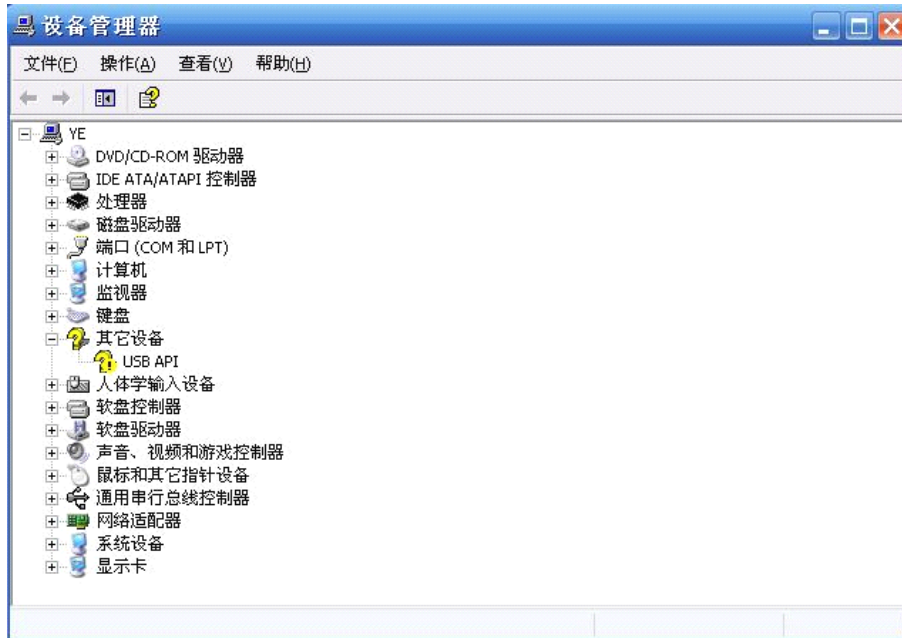 设备管理器
文件(F) 操作(A) 查看(V) 帮助(H)
YE
DVD/CD-ROM 驱动器
IDE ATA/ATAPI 控制器
处理器
磁盘驱动器
端口 (COM 和 LPT)
计算机
监视器
键盘
其它设备
USB API
人体学输入设备
软盘控制器
软盘驱动器
声音、视频和游戏控制器
鼠标和其它指针设备
通用串行总线控制器
网络适配器
系统设备
显示卡